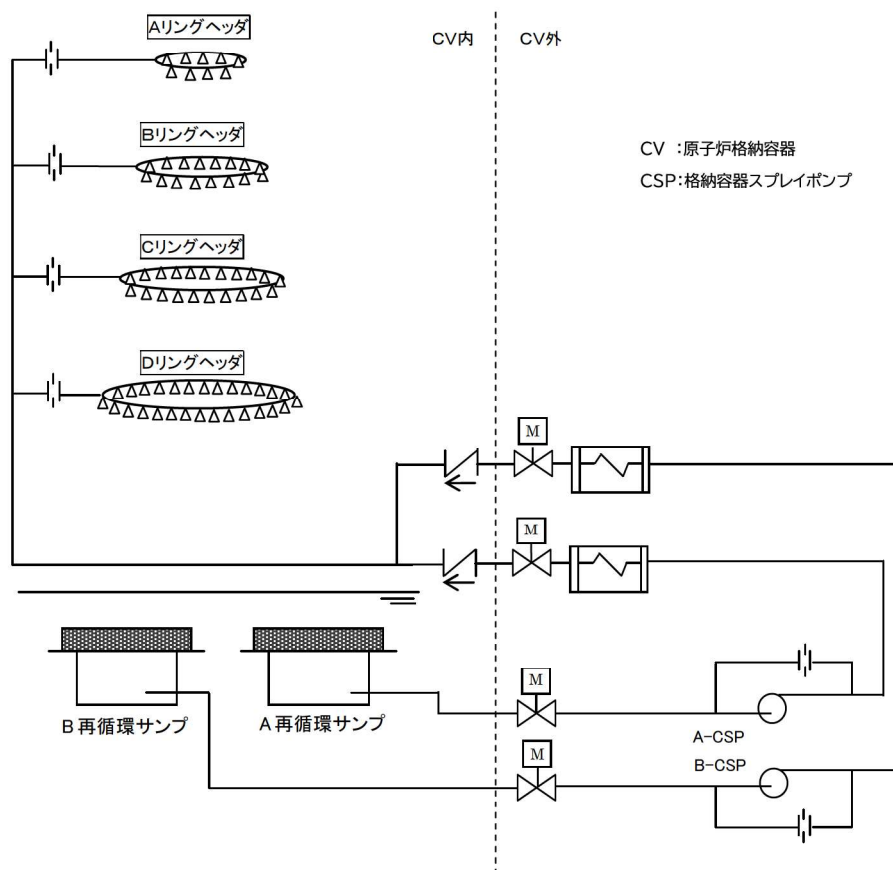 Aリングヘッダ
CV内
CV外
Bリングヘッダ
CV :原子炉格納容器
CSP:格納容器スプレイポンプ
Cリングヘッダ
Dリングヘッダ
M
M
B再循環サンプ
A再循環サンプ
M
A-CSP
B-CSP
M